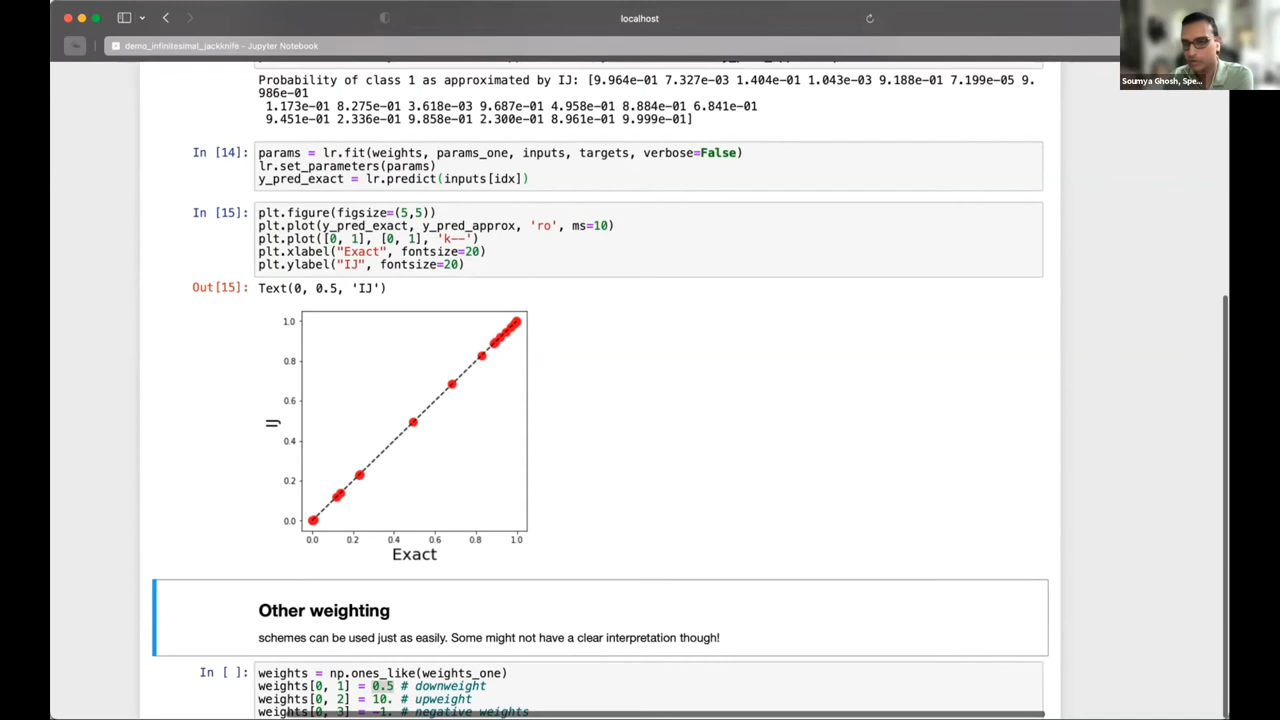 localhost
demo_infinitesimal_jackknife - Jupyter Notebook
Soumya Ghosh, Spe...
Probability of class 1 as approximated by IJ: [9.964e-01 7.327e-03 1.404e-01 1.043e-03 9.188e-01 7.199e-05 9.
986e-01
1.173e-01 8.275e-01 3.618e-03 9.687e-01 4.958e-01 8.884e-01 6.841e-01
9.451e-01 2.336e-01 9.858e-01 2.300e-01 8.961e-01 9.999e-01]
In [14]:
params = lr.fit(weights, params_one, inputs, targets, verbose=False)
lr.set_parameters(params)
y_pred_exact = lr.predict(inputs[idx])
In [15]:
plt.figure(figsize=(5,5))
plt.plot(y_pred_exact, y_pred_approx, 'ro', ms=10)
plt.plot([0, 1], [0, 1], 'k--')
plt.xlabel("Exact", fontsize=20)
plt.ylabel("IJ", fontsize=20)
Out[15]: Text(0, 0.5, 'IJ')
1.0
0.8
0.6
0.4
0.2
0.0
IJ
0.0 0.2 0.4 0.6 0.8 1.0
Exact
Other weighting
schemes can be used just as easily. Some might not have a clear interpretation though!
In [ ]:
weights = np.ones_like(weights_one)
weights[0, 1] = 0.5 # downweight
weights[0, 2] = 10. # upweight
weights[0, 3] = -1. # negative weights